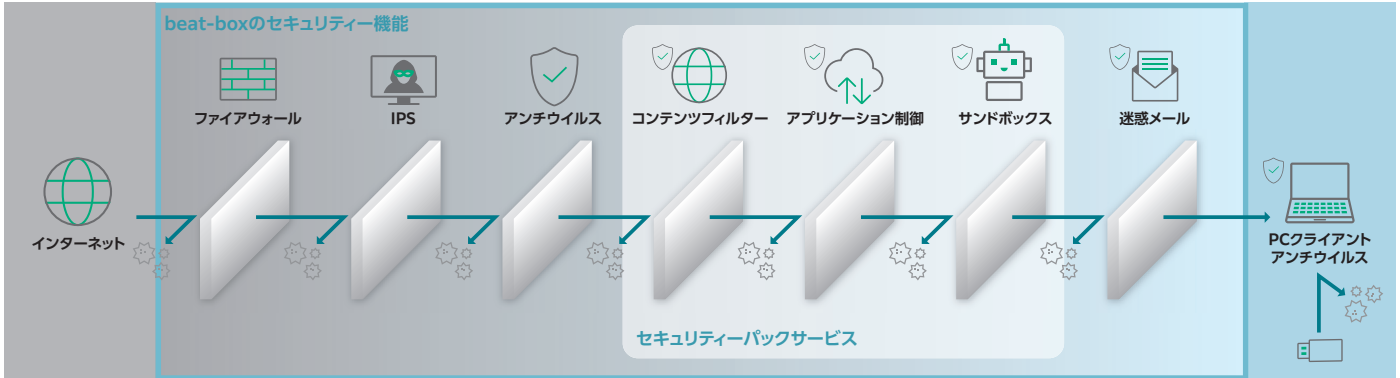 beat-boxのセキュリティー機能
ファイアウォール
IPS
アンチウイルス
コンテンツフィルター
アプリケーション制御
サンドボックス
迷惑メール
インターネット
PCクライアント
アンチウイルス
セキュリティーパックサービス